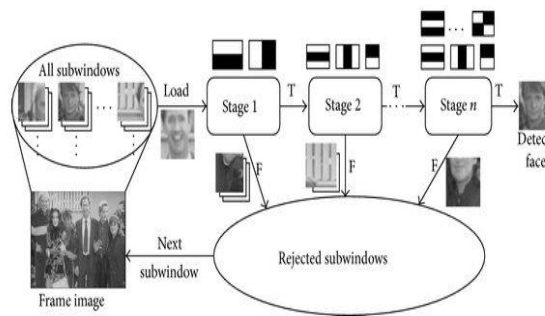 All subwindows
Load
Stage 1
T
Stage 2
T
Stage n
T
Detec
face
F
F
F
Rejected subwindows
Next
subwindow
Frame image